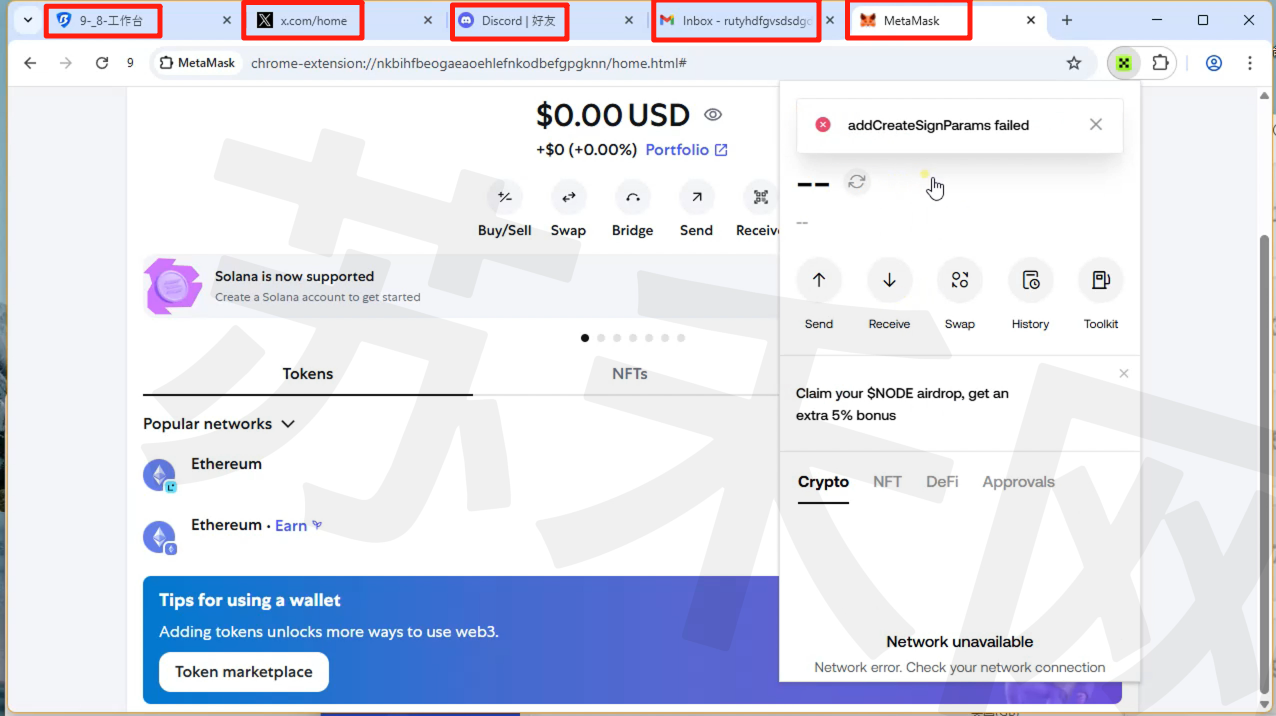 9-_8-工作台
x.com/home
Discord | 好友
Inbox - rutyhdfgvsdsdgd
MetaMask
9
MetaMask
chrome-extension://nkbihfbeogaeaoehlefnkodbefgpgknn/home.html#
$0.00 USD
+$0 (+0.00%) Portfolio
Buy/Sell
Swap
Bridge
Send
Receive
Solana is now supported
Create a Solana account to get started
Tokens
NFTs
Popular networks
Ethereum
Ethereum • Earn
Tips for using a wallet
Adding tokens unlocks more ways to use web3.
Token marketplace
addCreateSignParams failed
--
--
Send
Receive
Swap
History
Toolkit
Claim your $NODE airdrop, get an
extra 5% bonus
Crypto
NFT
DeFi
Approvals
Network unavailable
Network error. Check your network connection
苏米网